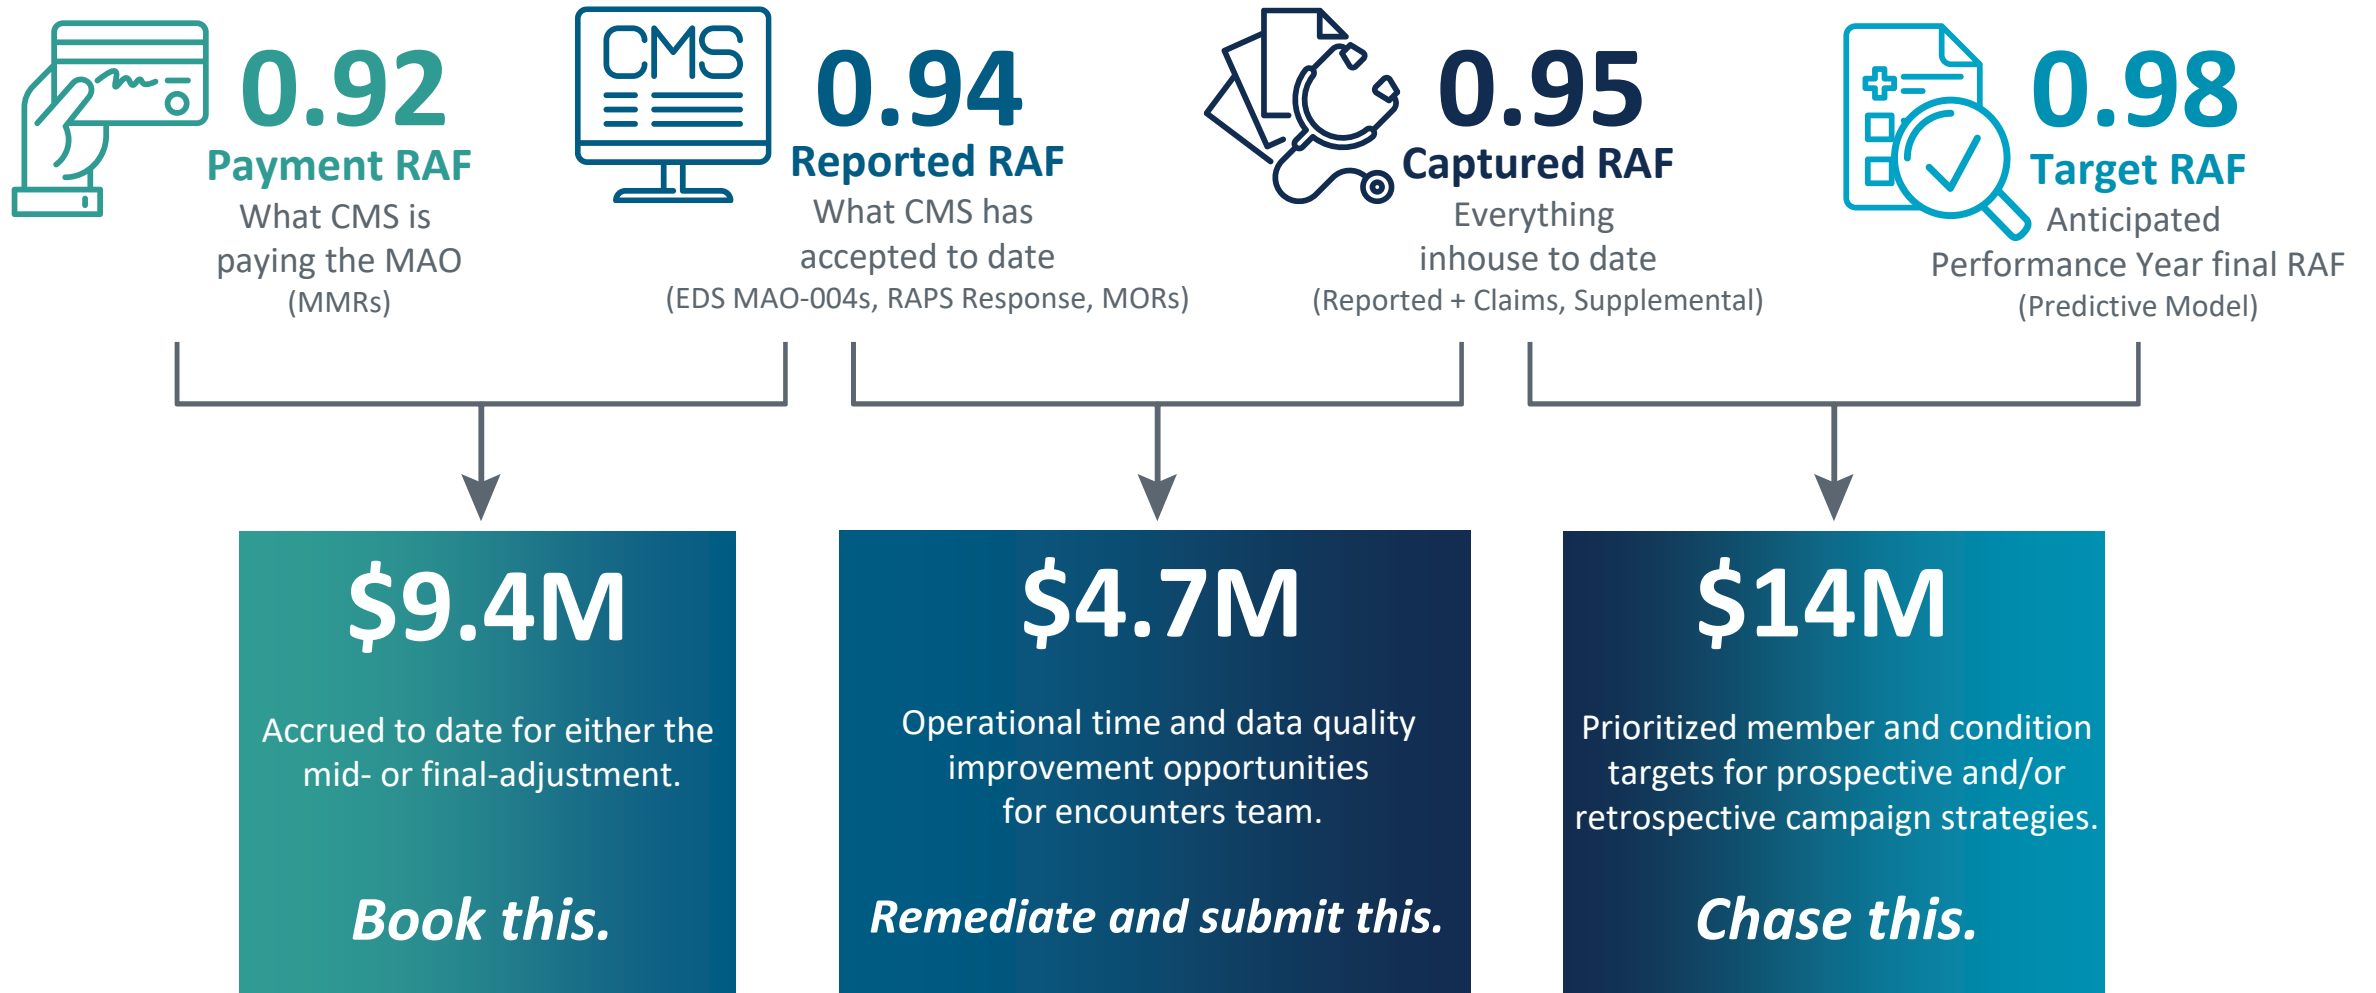 0.92
Payment RAF
What CMS is
paying the MAO
(MMRs)
CMS
0.94
Reported RAF
What CMS has
accepted to date
(EDS MAO-004s, RAPS Response, MORs)
0.95
Captured RAF
Everything
inhouse to date
(Reported + Claims, Supplemental)
0.98
Target RAF
Anticipated
Performance Year final RAF
(Predictive Model)
$9.4M
Accrued to date for either the
mid- or final-adjustment.
Book this.
$4.7M
Operational time and data quality
improvement opportunities
for encounters team.
Remediate and submit this.
$14M
Prioritized member and condition
targets for prospective and/or
retrospective campaign strategies.
Chase this.